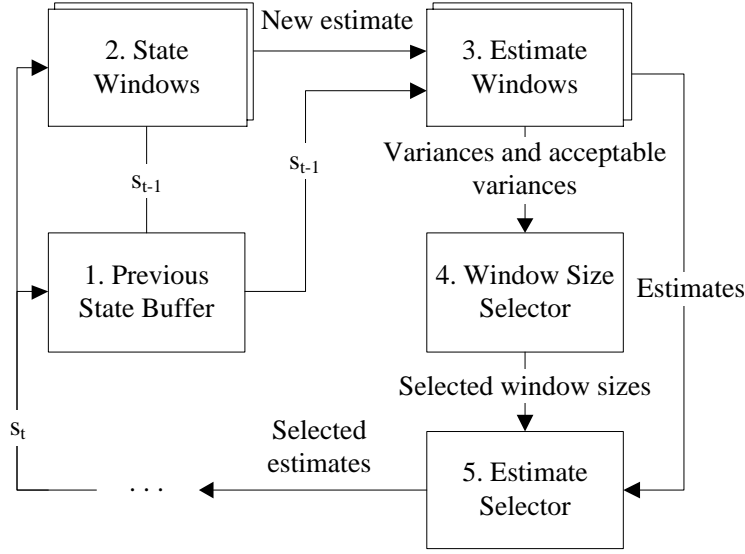 New estimate
2. State
Windows
3. Estimate
Windows
s_{t-1}
s_{t-1}
Variances and acceptable
variances
1. Previous
State Buffer
4. Window Size
Selector
Estimates
Selected window sizes
s_t
Selected
estimates
. . .
5. Estimate
Selector